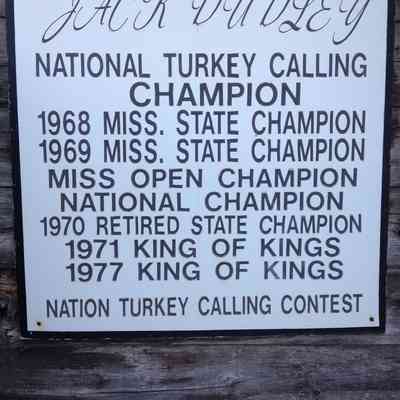 JACK DUDLEY
NATIONAL TURKEY CALLING
CHAMPION
1968 MISS. STATE CHAMPION
1969 MISS. STATE CHAMPION
MISS OPEN CHAMPION
NATIONAL CHAMPION
1970 RETIRED STATE CHAMPION
1971 KING OF KINGS
1977 KING OF KINGS
NATION TURKEY CALLING CONTEST